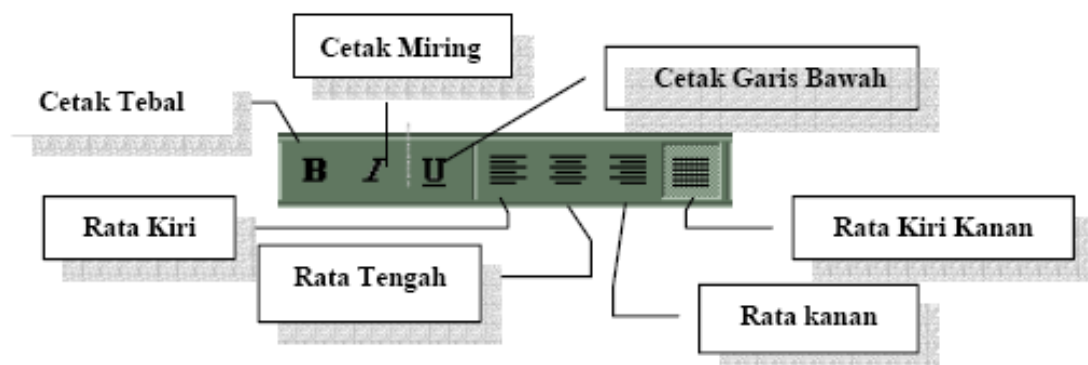 Cetak Miring
Cetak Garis Bawah
Cetak Tebal
B I U
Rata Kiri
Rata Kiri Kanan
Rata Tengah
Rata kanan